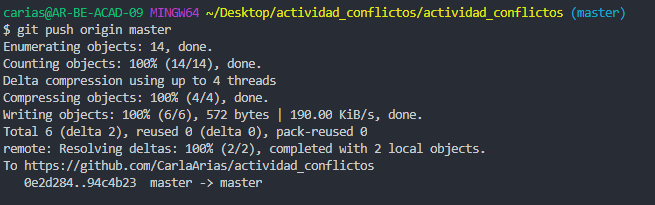 carias@AR-BE-ACAD-09 MINGW64 ~/Desktop/actividad_conflictos/actividad_conflictos (master)
$ git push origin master
Enumerating objects: 14, done.
Counting objects: 100% (14/14), done.
Delta compression using up to 4 threads
Compressing objects: 100% (4/4), done.
Writing objects: 100% (6/6), 572 bytes | 190.00 KiB/s, done.
Total 6 (delta 2), reused 0 (delta 0), pack-reused 0
remote: Resolving deltas: 100% (2/2), completed with 2 local objects.
To https://github.com/CarlaArias/actividad_conflictos
   0e2d284..94c4b23  master -> master